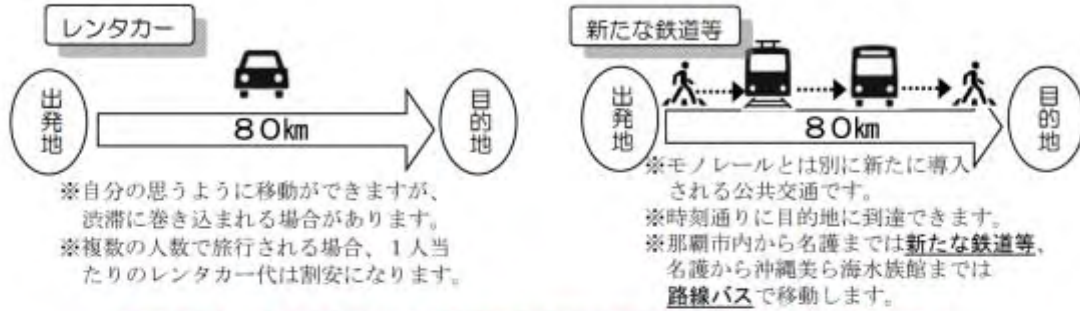 レンタカー
出発地
80km
目的地
※自分の思うように移動ができますが、
渋滞に巻き込まれる場合があります。
※複数の人数で旅行される場合、1人当
たりのレンタカー代は割安になります。
新たな鉄道等
出発地
80km
目的地
※モノレールとは別に新たに導入
される公共交通です。
※時刻通りに目的地に到達できます。
※那覇市内から名護までは新たな鉄道等、
名護から沖縄美ら海水族館までは
路線バスで移動します。